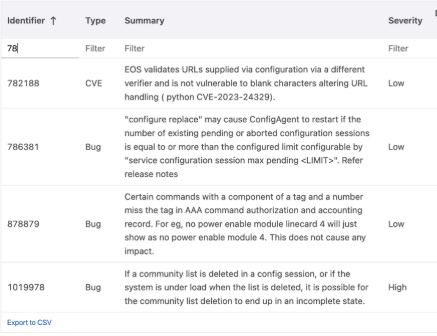 Identifier ↑ Type Summary Severity
78 Filter Filter Filter
782188 CVE EOS validates URLs supplied via configuration via a different Low
verifier and is not vulnerable to blank characters altering URL
handling ( python CVE-2023-24329).
786381 Bug "configure replace" may cause ConfigAgent to restart if the Low
number of existing pending or aborted configuration sessions
is equal to or more than the configured limit configurable by
"service configuration session max pending <LIMIT>". Refer
release notes
878879 Bug Certain commands with a component of a tag and a number Low
miss the tag in AAA command authorization and accounting
record. For eg, no power enable module linecard 4 will just
show as no power enable module 4. This does not cause any
impact.
1019978 Bug If a community list is deleted in a config session, or if the High
system is under load when the list is deleted, it is possible for
the community list deletion to end up in an incomplete state.
Export to CSV